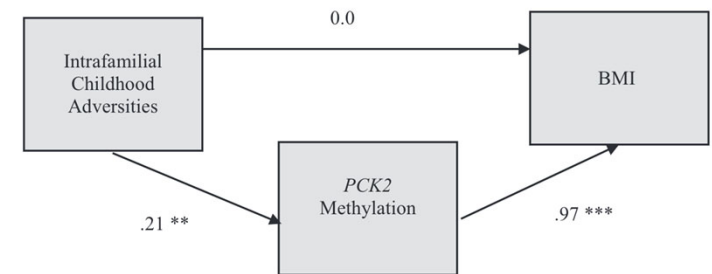 0.0
Intrafamilial
Childhood
Adversities
BMI
PCK2
Methylation
.21 **
.97 ***